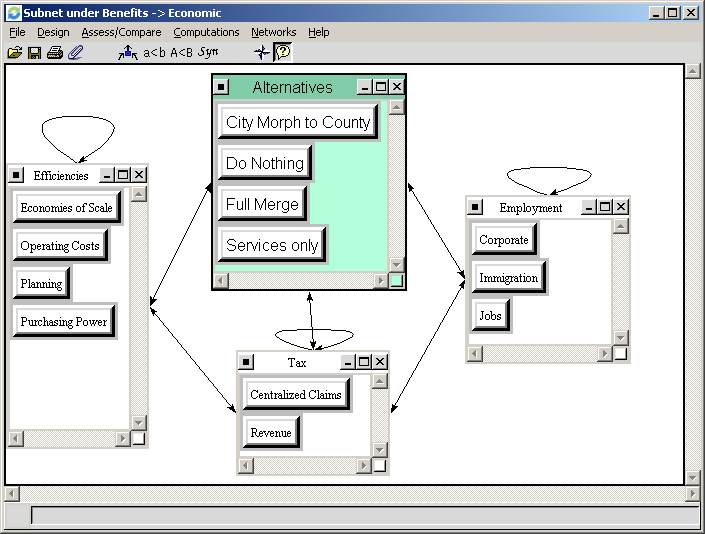 Subnet under Benefits -> Economic
File Design Assess/Compare Computations Networks Help
a<b A<B Syn
Alternatives
City Morph to County
Do Nothing
Full Merge
Services only
Efficiencies
Economies of Scale
Operating Costs
Planning
Purchasing Power
Employment
Corporate
Immigration
Jobs
Tax
Centralized Claims
Revenue